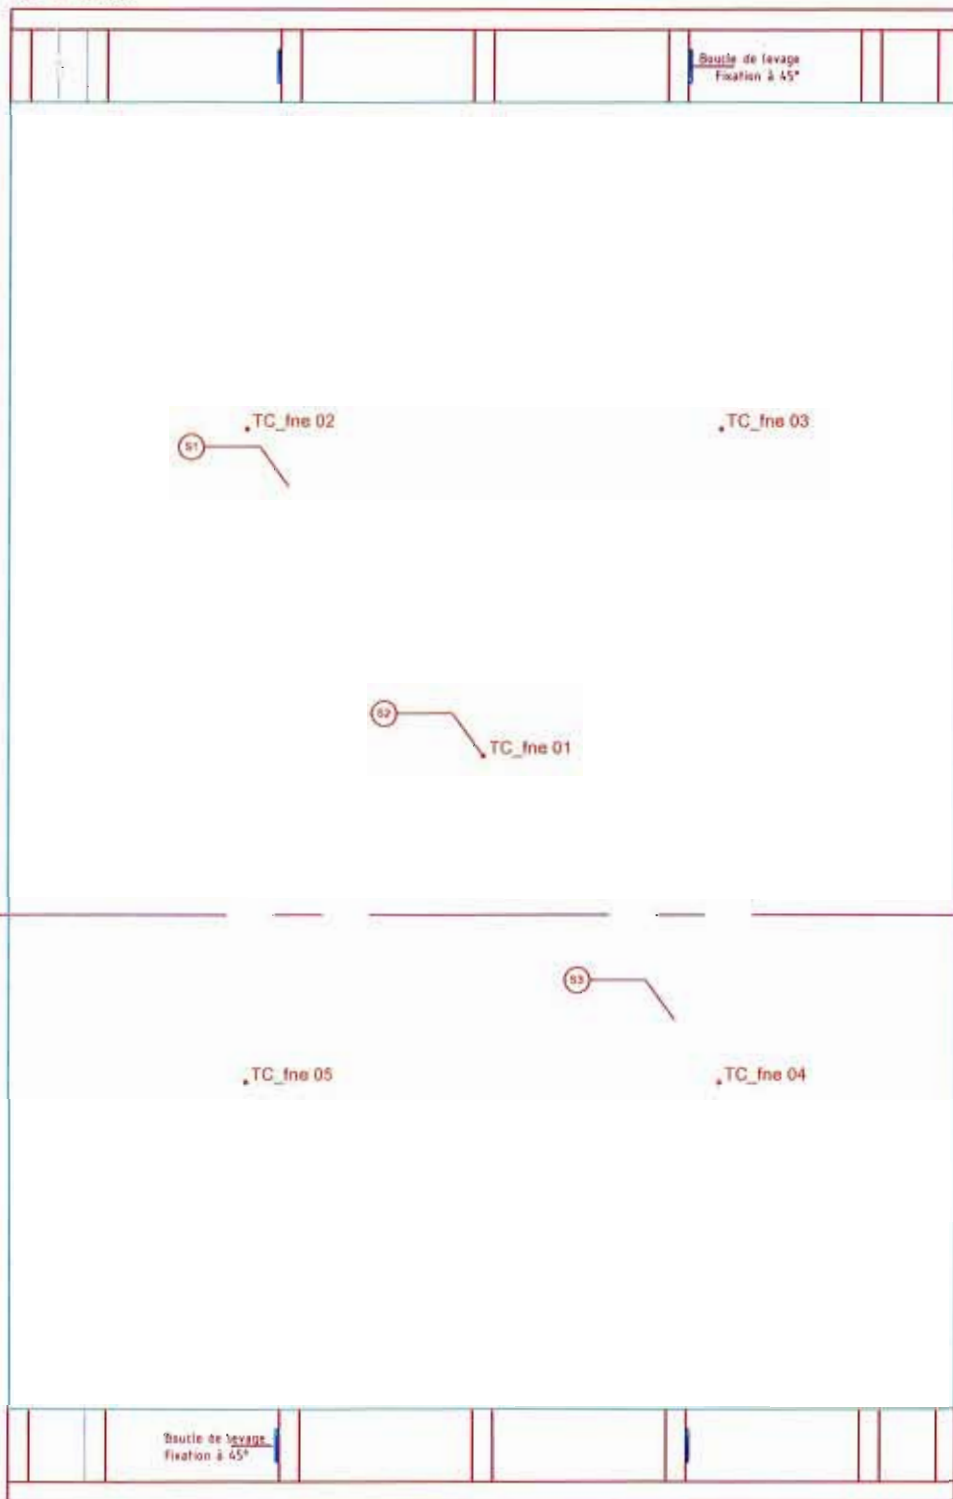 Boucle de levage
Fixation à 45°
TC_fne 02
TC_fne 03
S1
S2
TC_fne 01
S3
TC_fne 05
TC_fne 04
Boucle de levage
Fixation à 45°